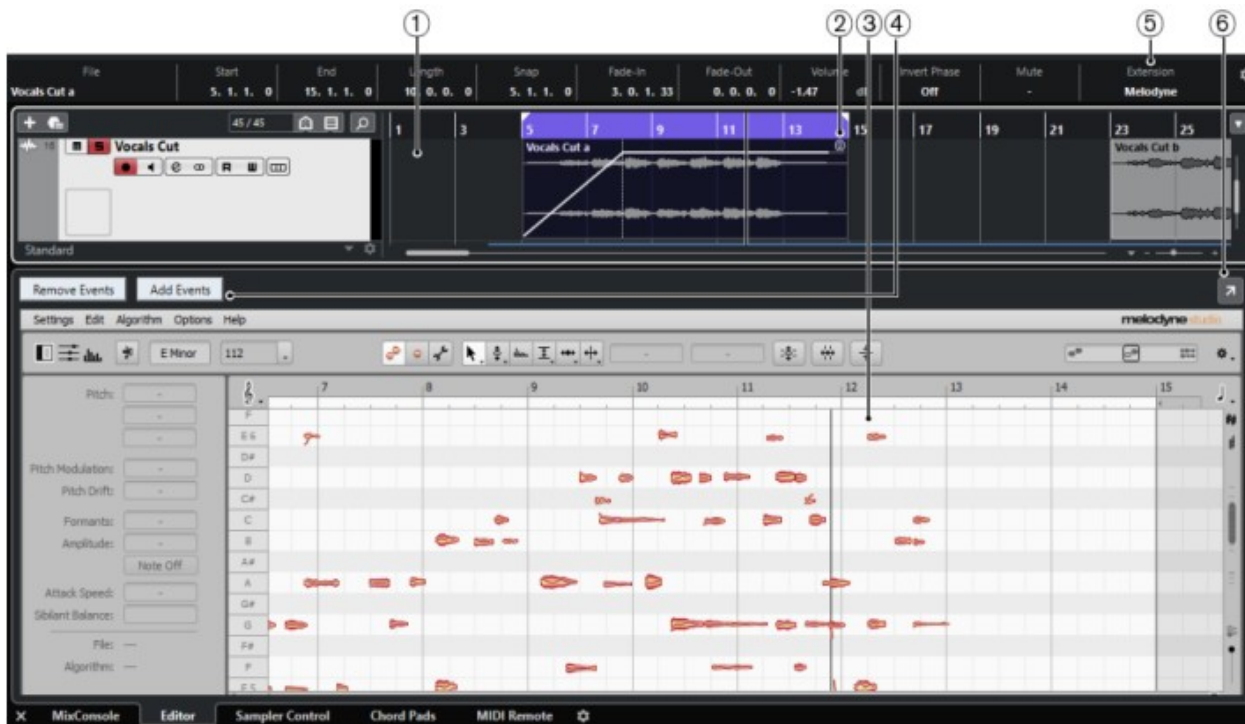 ① ② ③ ④ ⑤ ⑥
File Start End Length Snap Fade-In Fade-Out Volume Invert Phase Mute Extension
Vocals Cut a 5. 1. 1. 0 15. 1. 1. 0 10. 0. 0. 0 5. 1. 1. 0 3. 0. 1. 33 0. 0. 0. 0 -1.47 dB Off - Melodyne
45 / 45 1 3 5 7 9 11 13 15 17 19 21 23 25
16 m S Vocals Cut Vocals Cut a Vocals Cut b
e R W
Standard
Remove Events Add Events
Settings Edit Algorithm Options Help melodyne studio
E Minor 112 - -
7 8 9 10 11 12 13 14 15
Pitch: -
F
-
E 6
-
D#
Pitch Modulation: -
D
Pitch Drift: -
C#
Formants: -
C
Amplitude: -
B
Note Off
A#
Attack Speed: -
A
G#
Sibilant Balance:
G
File: ---
F#
Algorithm: ---
F
E 5
X MixConsole Editor Sampler Control Chord Pads MIDI Remote